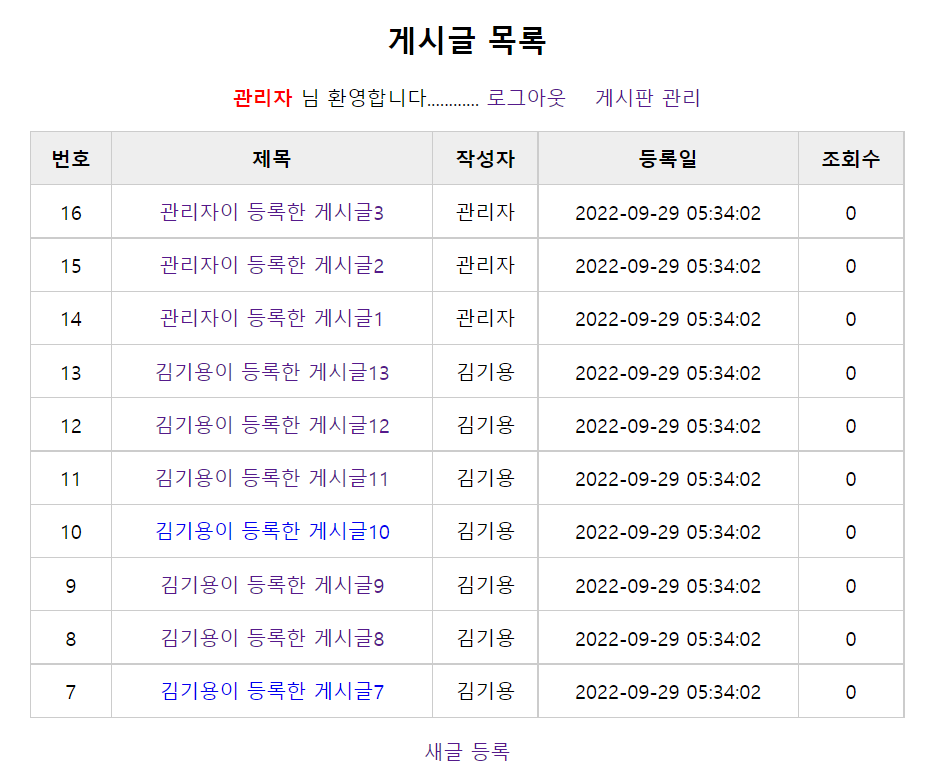 게시글 목록
관리자 님 환영합니다............ 로그아웃 게시판 관리
번호 제목 작성자 등록일 조회수
16 관리자이 등록한 게시글3 관리자 2022-09-29 05:34:02 0
15 관리자이 등록한 게시글2 관리자 2022-09-29 05:34:02 0
14 관리자이 등록한 게시글1 관리자 2022-09-29 05:34:02 0
13 김기용이 등록한 게시글13 김기용 2022-09-29 05:34:02 0
12 김기용이 등록한 게시글12 김기용 2022-09-29 05:34:02 0
11 김기용이 등록한 게시글11 김기용 2022-09-29 05:34:02 0
10 김기용이 등록한 게시글10 김기용 2022-09-29 05:34:02 0
9 김기용이 등록한 게시글9 김기용 2022-09-29 05:34:02 0
8 김기용이 등록한 게시글8 김기용 2022-09-29 05:34:02 0
7 김기용이 등록한 게시글7 김기용 2022-09-29 05:34:02 0
새글 등록